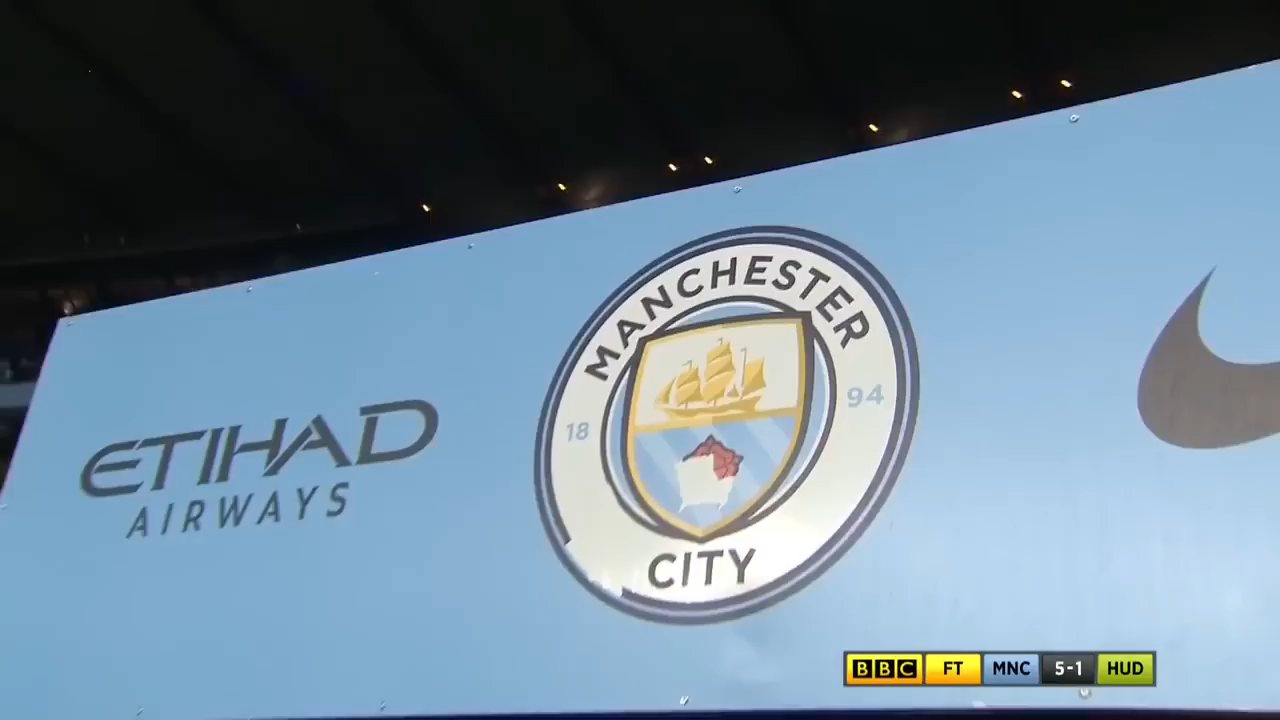 ETIHAD
AIRWAYS
MANCHESTER
18 94
CITY
BBC FT MNC 5-1 HUD